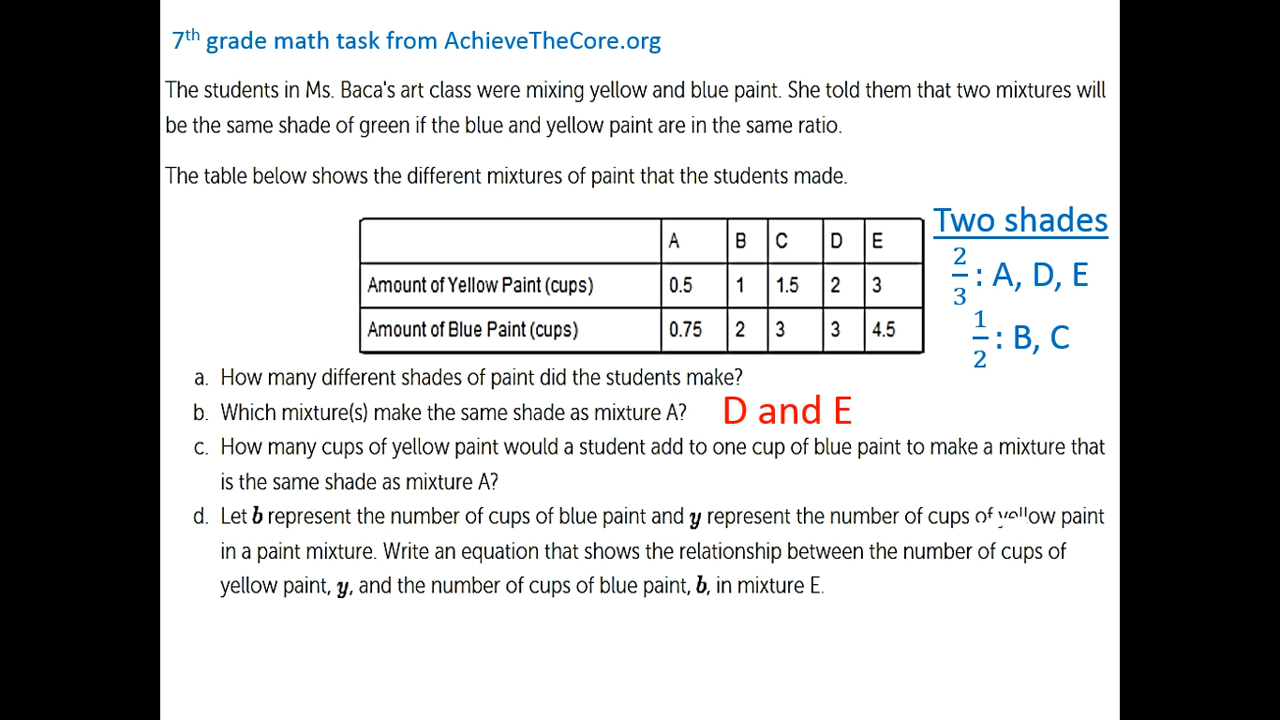 7th grade math task from AchieveTheCore.org
The students in Ms. Baca's art class were mixing yellow and blue paint. She told them that two mixtures will
be the same shade of green if the blue and yellow paint are in the same ratio.
The table below shows the different mixtures of paint that the students made.
A B C D E
Amount of Yellow Paint (cups) 0.5 1 1.5 2 3
Amount of Blue Paint (cups) 0.75 2 3 3 4.5
Two shades
2/3 : A, D, E
1/2 : B, C
a. How many different shades of paint did the students make?
b. Which mixture(s) make the same shade as mixture A? D and E
c. How many cups of yellow paint would a student add to one cup of blue paint to make a mixture that
is the same shade as mixture A?
d. Let b represent the number of cups of blue paint and y represent the number of cups of yellow paint
in a paint mixture. Write an equation that shows the relationship between the number of cups of
yellow paint, y, and the number of cups of blue paint, b, in mixture E.